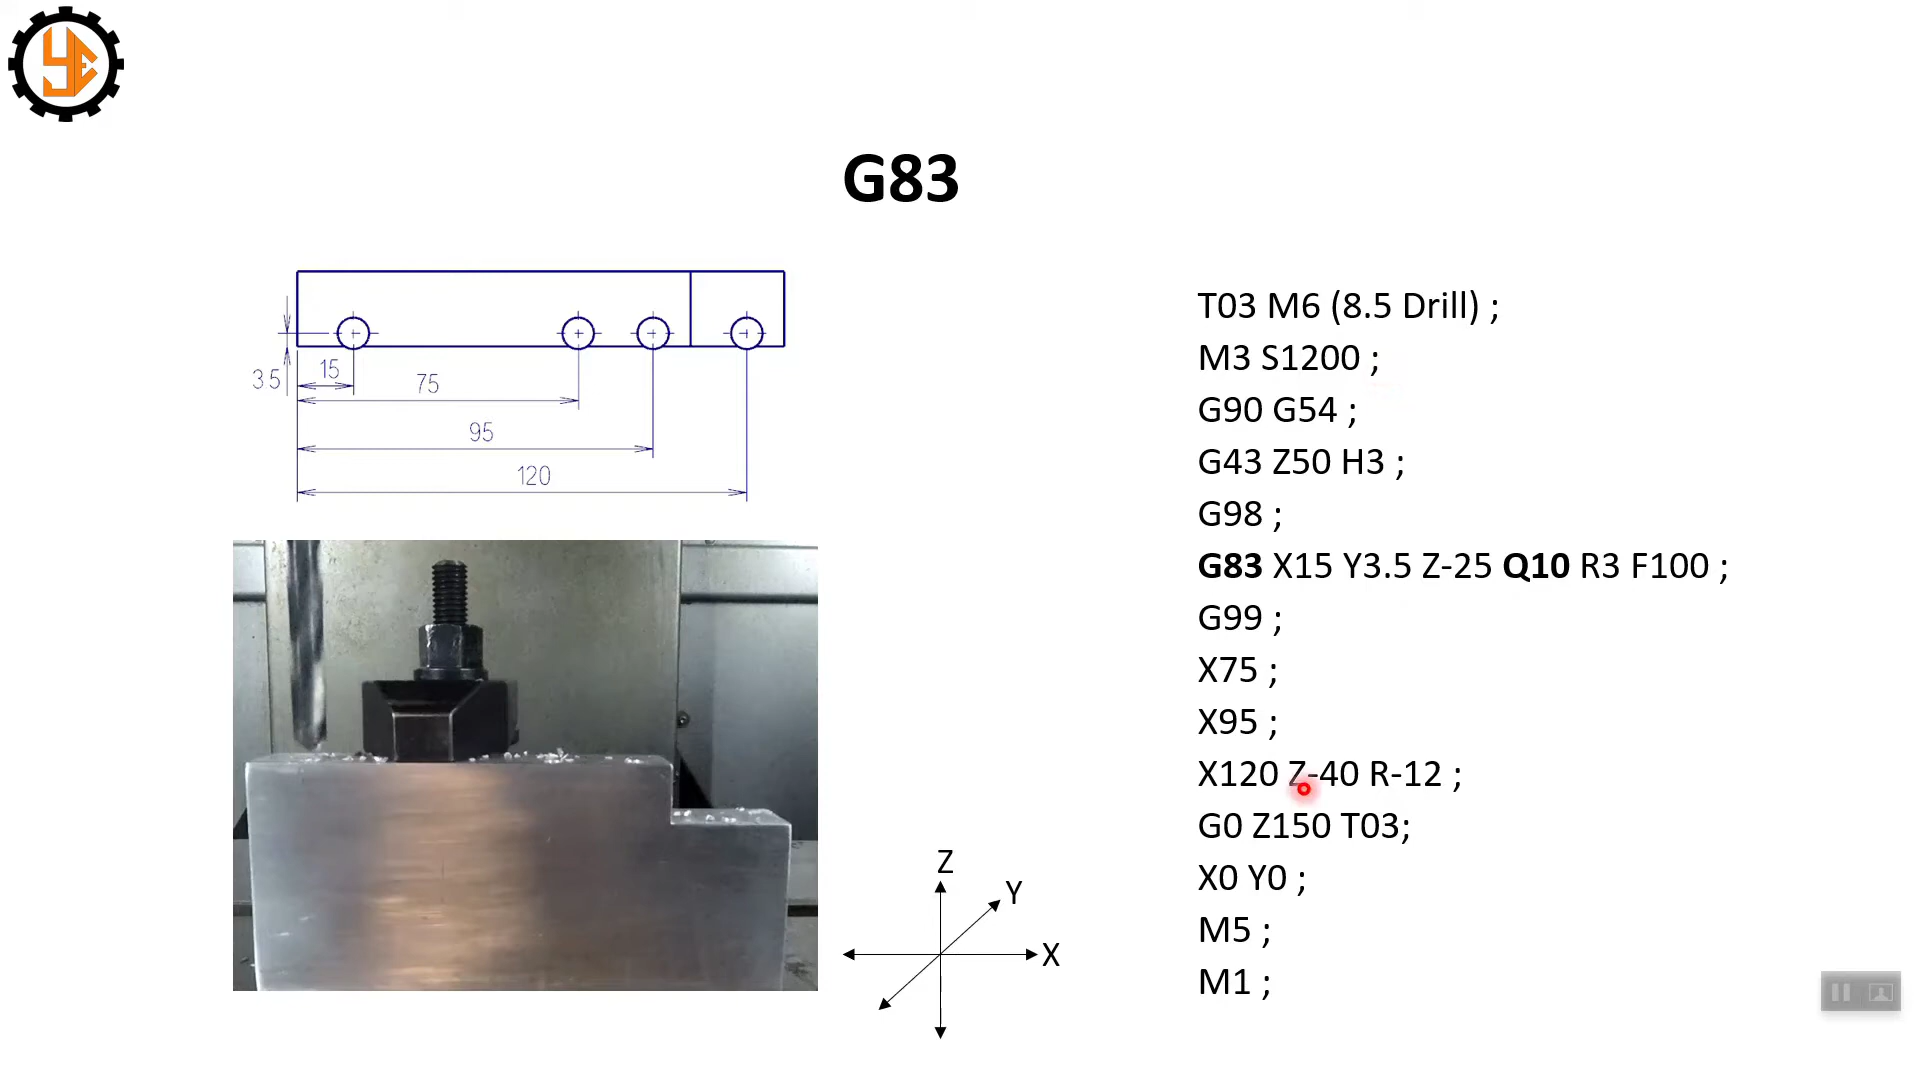 YE
G83
3.5
15
75
95
120
T03 M6 (8.5 Drill) ;
M3 S1200 ;
G90 G54 ;
G43 Z50 H3 ;
G98 ;
G83 X15 Y3.5 Z-25 Q10 R3 F100 ;
G99 ;
X75 ;
X95 ;
X120 Z-40 R-12 ;
G0 Z150 T03;
X0 Y0 ;
M5 ;
M1 ;
Z
Y
X